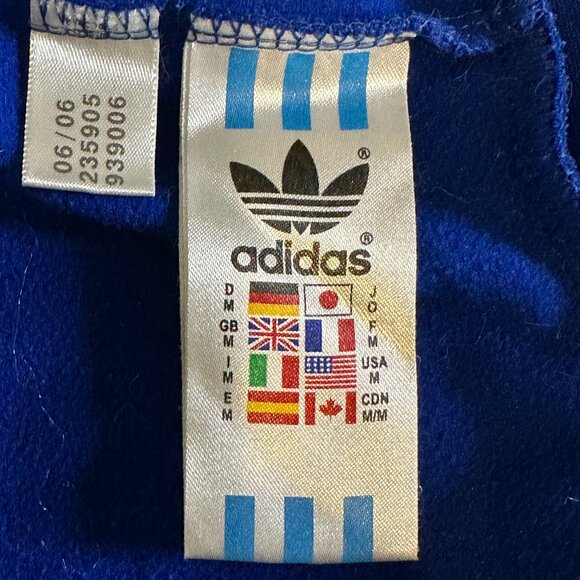 06/06
235905
939006
®
adidas®
D
M
J
O
GB
M
F
M
I
M
USA
M
E
M
CDN
M/M